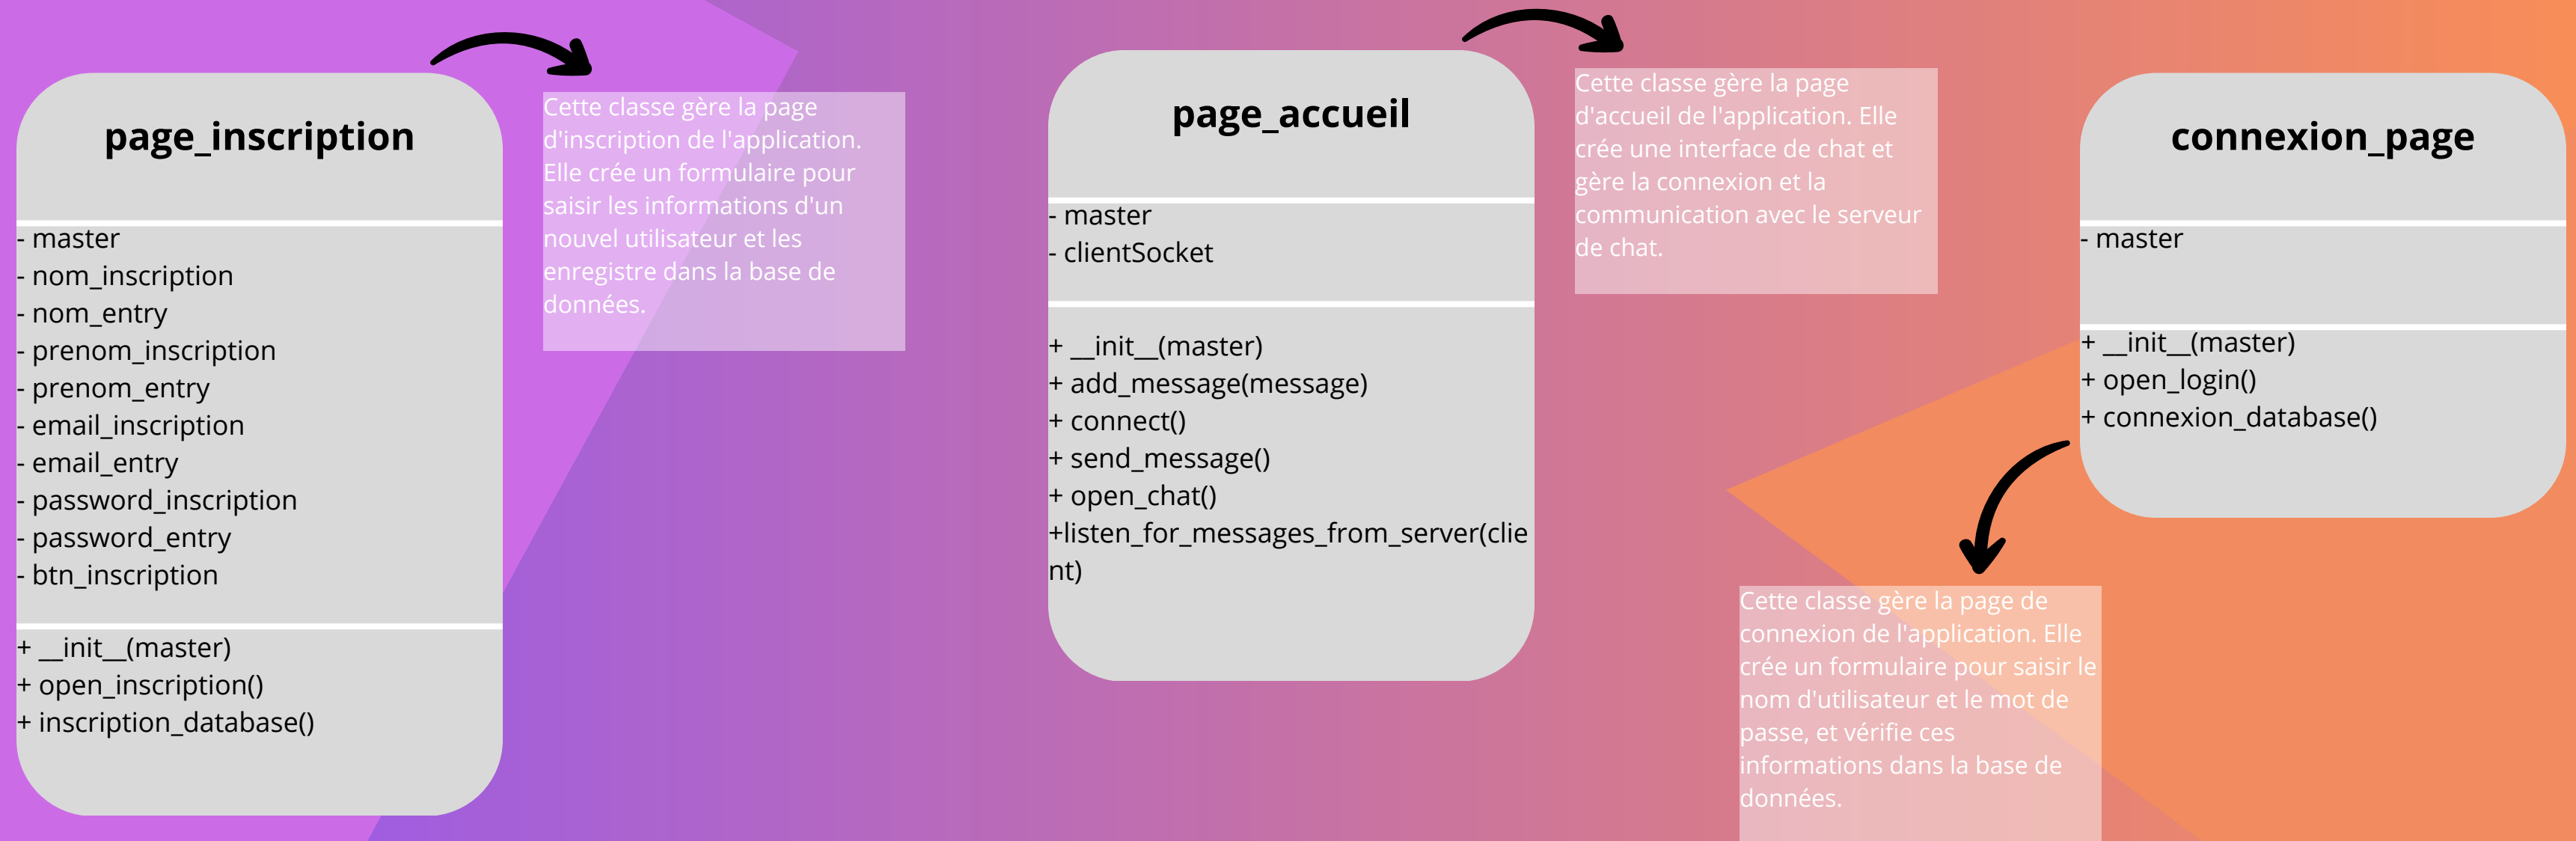 page_inscription
- master
- nom_inscription
- nom_entry
- prenom_inscription
- prenom_entry
- email_inscription
- email_entry
- password_inscription
- password_entry
- btn_inscription
+ __init__(master)
+ open_inscription()
+ inscription_database()
Cette classe gère la page
d'inscription de l'application.
Elle crée un formulaire pour
saisir les informations d'un
nouvel utilisateur et les
enregistre dans la base de
données.
page_accueil
- master
- clientSocket
+ __init__(master)
+ add_message(message)
+ connect()
+ send_message()
+ open_chat()
+listen_for_messages_from_server(clie
nt)
Cette classe gère la page
d'accueil de l'application. Elle
crée une interface de chat et
gère la connexion et la
communication avec le serveur
de chat.
connexion_page
- master
+ __init__(master)
+ open_login()
+ connexion_database()
Cette classe gère la page de
connexion de l'application. Elle
crée un formulaire pour saisir le
nom d'utilisateur et le mot de
passe, et vérifie ces
informations dans la base de
données.